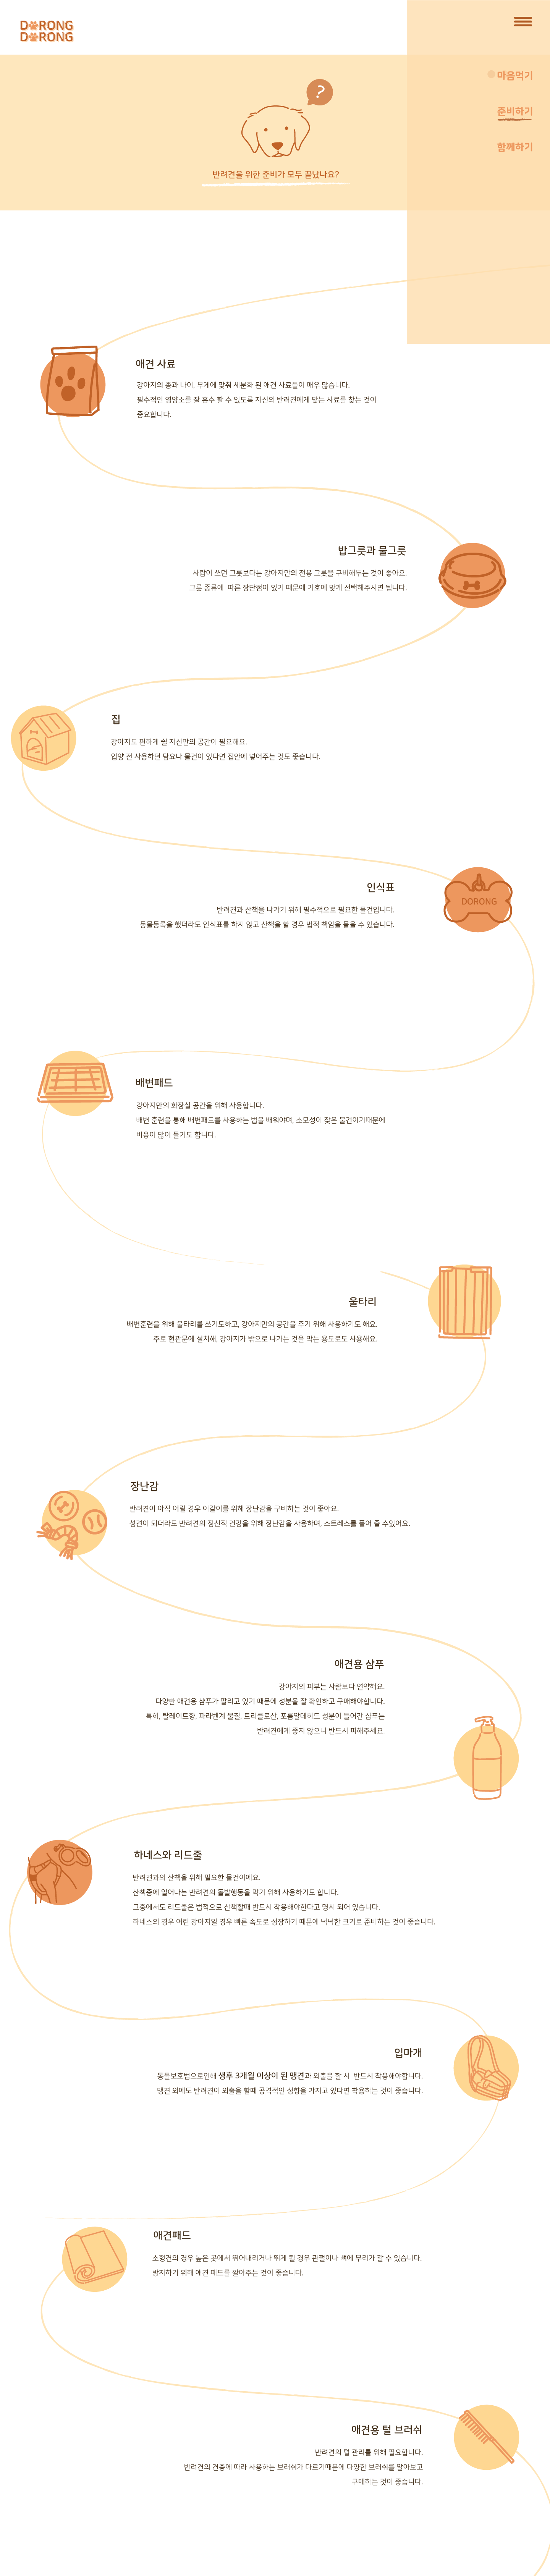 DORONG
DORONG
마음먹기
준비하기
함께하기
?
반려견을 위한 준비가 모두 끝났나요?
애견 사료
강아지의 종과 나이, 무게에 맞춰 세분화 된 애견 사료들이 매우 많습니다.
필수적인 영양소를 잘 흡수 할 수 있도록 자신의 반려견에게 맞는 사료를 찾는 것이
중요합니다.
밥그릇과 물그릇
사람이 쓰던 그릇보다는 강아지만의 전용 그릇을 구비해두는 것이 좋아요.
그릇 종류에 따른 장단점이 있기 때문에 기호에 맞게 선택해주시면 됩니다.
집
강아지도 편하게 쉴 자신만의 공간이 필요해요.
입양 전 사용하던 담요나 물건이 있다면 집안에 넣어주는 것도 좋습니다.
인식표
반려견과 산책을 나가기 위해 필수적으로 필요한 물건입니다.
동물등록을 했더라도 인식표를 하지 않고 산책을 할 경우 법적 책임을 물을 수 있습니다.
DORONG
배변패드
강아지만의 화장실 공간을 위해 사용합니다.
배변 훈련을 통해 배변패드를 사용하는 법을 배워야며, 소모성이 잦은 물건이기때문에
비용이 많이 들기도 합니다.
울타리
배변훈련을 위해 울타리를 쓰기도하고, 강아지만의 공간을 주기 위해 사용하기도 해요.
주로 현관문에 설치해, 강아지가 밖으로 나가는 것을 막는 용도로도 사용해요.
장난감
반려견이 아직 어릴 경우 이갈이를 위해 장난감을 구비하는 것이 좋아요.
성견이 되더라도 반려견의 정신적 건강을 위해 장난감을 사용하며, 스트레스를 풀어 줄 수있어요.
애견용 샴푸
강아지의 피부는 사람보다 연약해요.
다양한 애견용 샴푸가 팔리고 있기 때문에 성분을 잘 확인하고 구매해야합니다.
특히, 탈레이트향, 파라벤게 물질, 트리클로산, 포름알데히드 성분이 들어간 샴푸는
반려견에게 좋지 않으니 반드시 피해주세요.
하네스와 리드줄
반려견과의 산책을 위해 필요한 물건이에요.
산책중에 일어나는 반려견의 돌발행동을 막기 위해 사용하기도 합니다.
그중에서도 리드줄은 법적으로 산책할때 반드시 착용해야한다고 명시 되어 있습니다.
하네스의 경우 어린 강아지일 경우 빠른 속도로 성장하기 때문에 넉넉한 크기로 준비하는 것이 좋습니다.
입마개
동물보호법으로인해 생후 3개월 이상이 된 맹견과 외출을 할 시 반드시 착용해야합니다.
맹견 외에도 반려견이 외출을 할때 공격적인 성향을 가지고 있다면 착용하는 것이 좋습니다.
애견패드
소형견의 경우 높은 곳에서 뛰어내리거나 뛰게 될 경우 관절이나 뼈에 무리가 갈 수 있습니다.
방지하기 위해 애견 패드를 깔아주는 것이 좋습니다.
애견용 털 브러쉬
반려견의 털 관리를 위해 필요합니다.
반려견의 견종에 따라 사용하는 브러쉬가 다르기때문에 다양한 브러쉬를 알아보고
구매하는 것이 좋습니다.